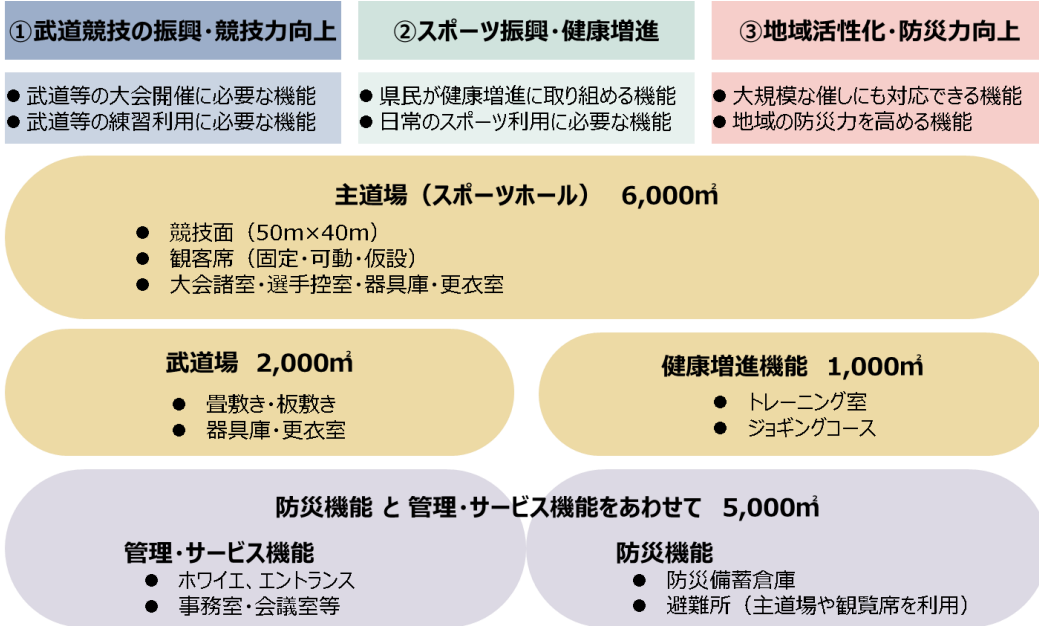 ①武道競技の振興・競技力向上
②スポーツ振興・健康増進
③地域活性化・防災力向上
● 武道等の大会開催に必要な機能
● 武道等の練習利用に必要な機能
● 県民が健康増進に取り組める機能
● 日常のスポーツ利用に必要な機能
● 大規模な催しにも対応できる機能
● 地域の防災力を高める機能
主道場（スポーツホール） 6,000㎡
● 競技面（50m×40m）
● 観客席（固定・可動・仮設）
● 大会諸室・選手控室・器具庫・更衣室
武道場 2,000㎡
● 畳敷き・板敷き
● 器具庫・更衣室
健康増進機能 1,000㎡
● トレーニング室
● ジョギングコース
防災機能 と 管理・サービス機能をあわせて 5,000㎡
管理・サービス機能
● ホワイエ、エントランス
● 事務室・会議室等
防災機能
● 防災備蓄倉庫
● 避難所（主道場や観覧席を利用）